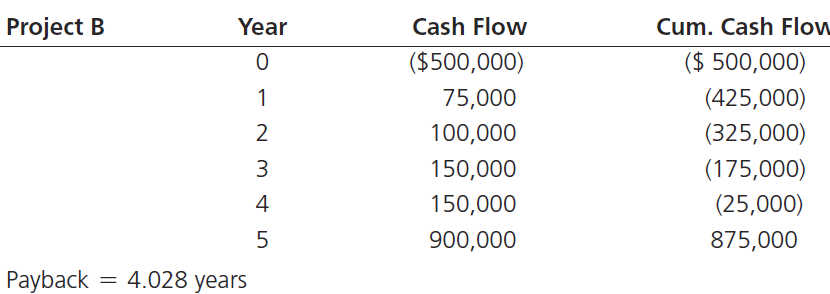 Project B Year Cash Flow Cum. Cash Flow
0 ($500,000) ($ 500,000)
1 75,000 (425,000)
2 100,000 (325,000)
3 150,000 (175,000)
4 150,000 (25,000)
5 900,000 875,000
Payback = 4.028 years